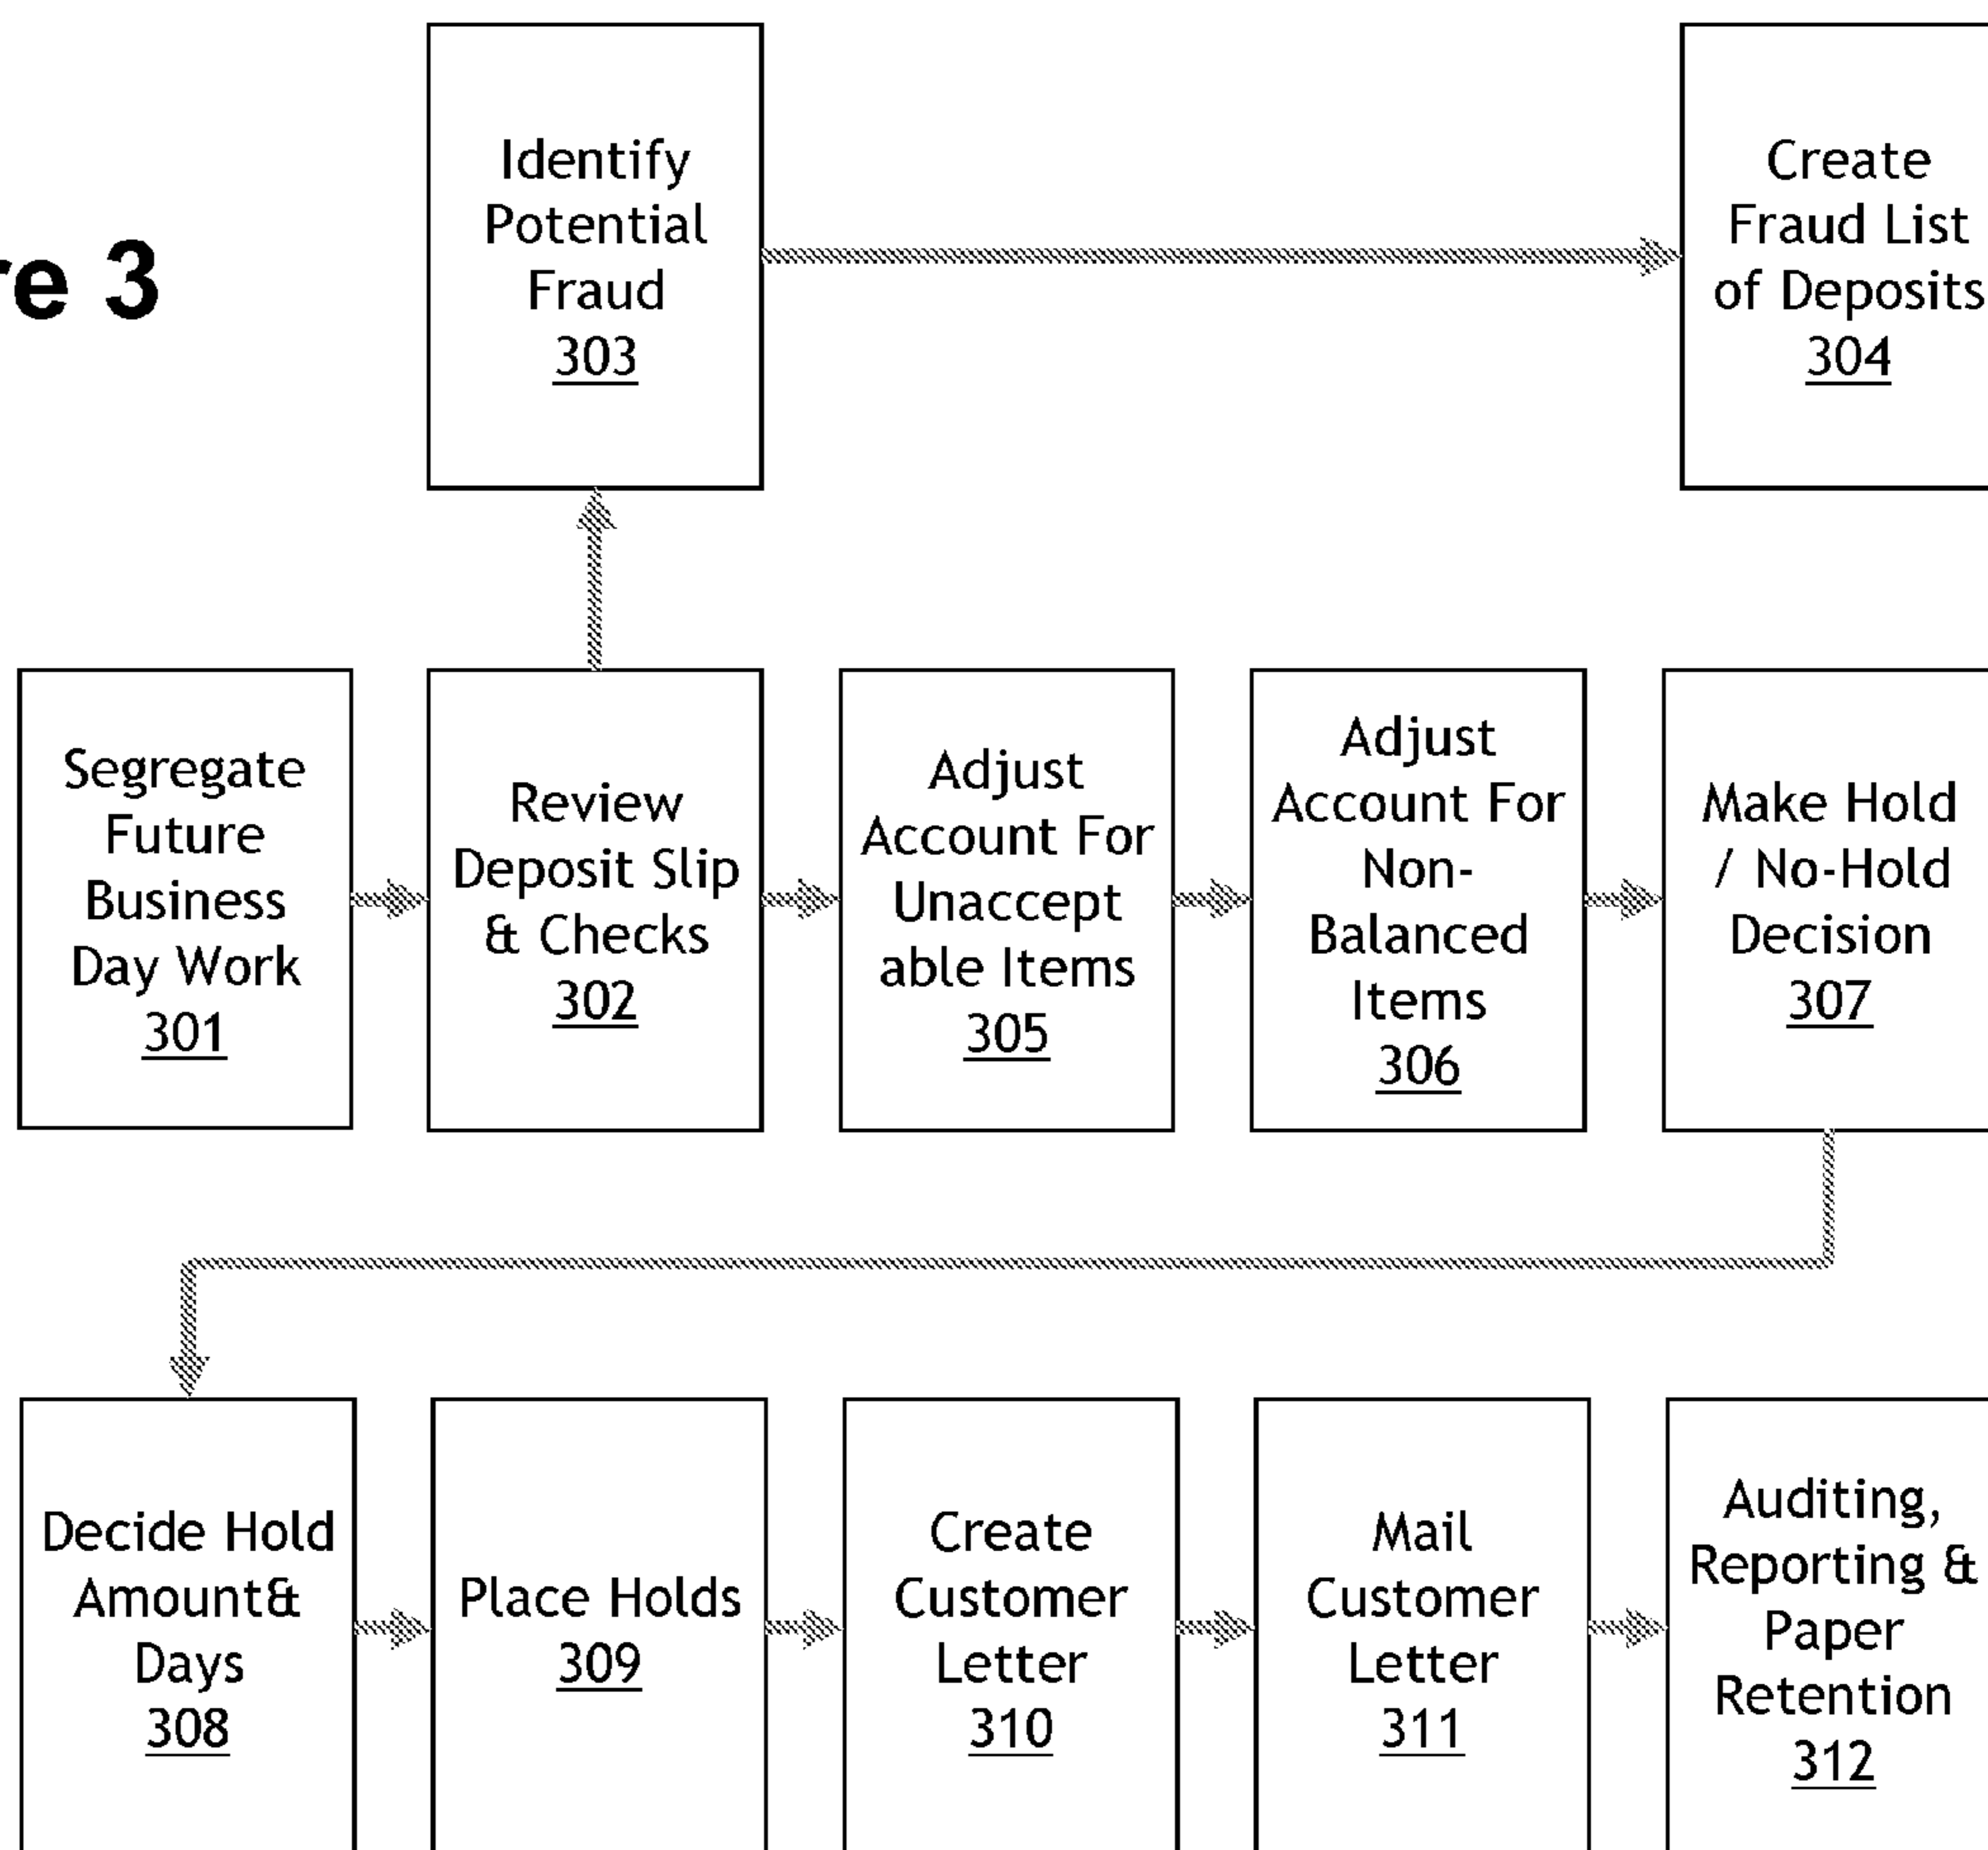 Identify
Potential
Fraud
303
Create
Fraud List
of Deposits
304
re 3
Segregate
Future
Business
Day Work
301
Review
Deposit Slip
& Checks
302
Adjust
Account For
Unaccept
able Items
305
Adjust
Account For
Non-
Balanced
Items
306
Make Hold
/ No-Hold
Decision
307
Decide Hold
Amount&
Days
308
Place Holds
309
Create
Customer
Letter
310
Mail
Customer
Letter
311
Auditing,
Reporting &
Paper
Retention
312